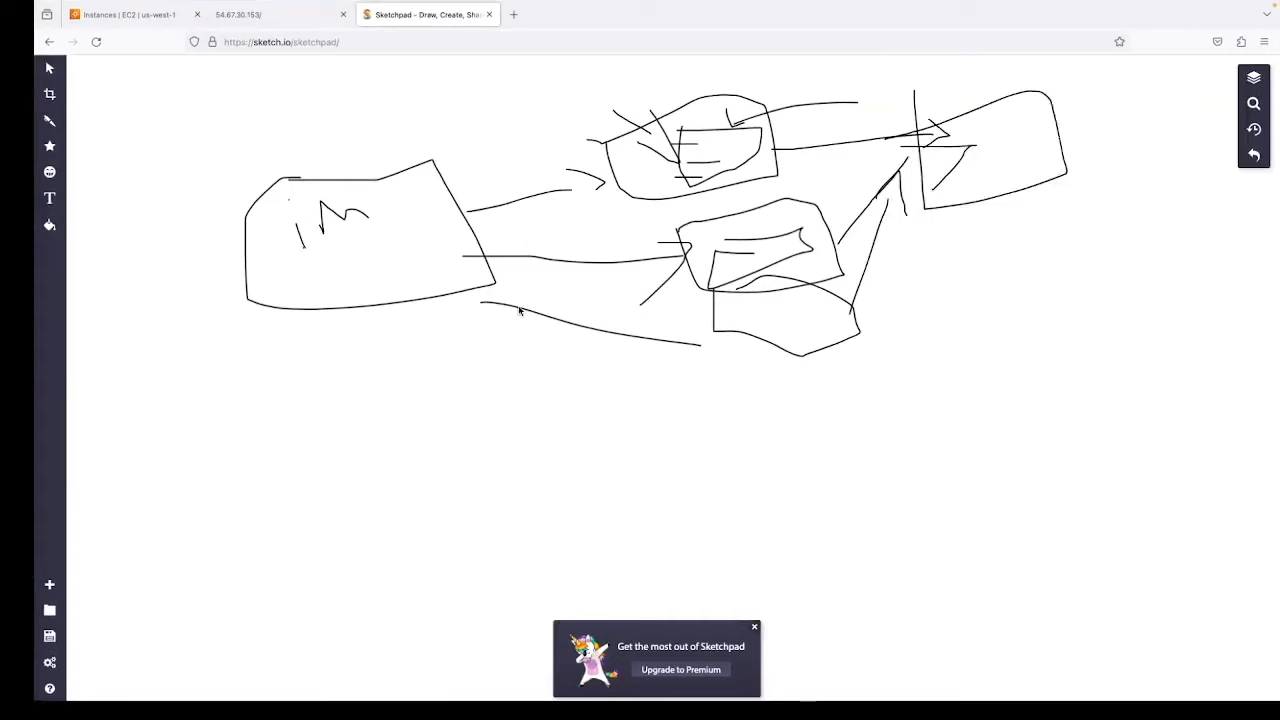 Instances | EC2 | us-west-1
54.67.30.153/
Sketchpad - Draw, Create, Sha
https://sketch.io/sketchpad/
1M
T
Get the most out of Sketchpad
Upgrade to Premium